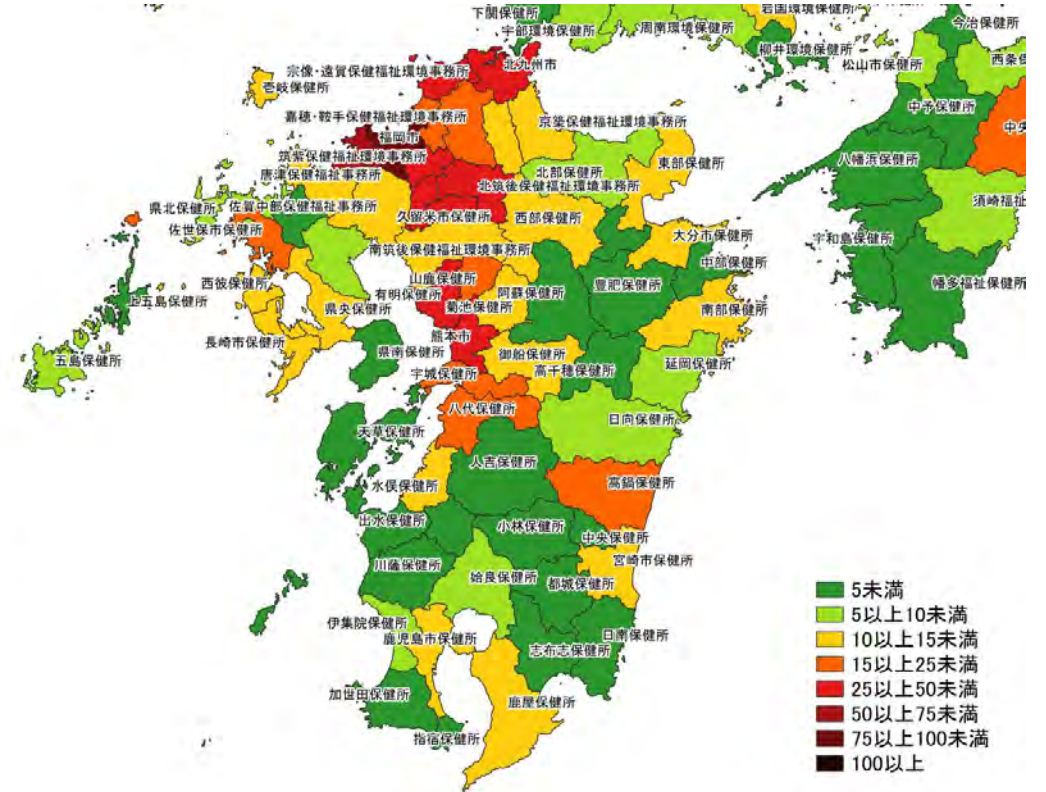 下関保健所
宇部環境保健所
周南環境保健所
岩国環境保健所
柳井環境保健所
今治保健所
松山市保健所
西条保
中予保健所
中央
八幡浜保健所
須崎福祉
宇和島保健所
幡多福祉保健所
北九州市
宗像・遠賀保健福祉環境事務所
壱岐保健所
嘉穂・鞍手保健福祉環境事務所
京築保健福祉環境事務所
福岡市
筑紫保健福祉環境事務所
東部保健所
唐津保健福祉事務所
北部保健所
北筑後保健福祉環境事務所
県北保健所
佐賀中部保健福祉事務所
久留米市保健所
西部保健所
佐世保市保健所
大分市保健所
南筑後保健福祉環境事務所
中部保健所
西彼保健所
山鹿保健所
豊肥保健所
有明保健所
阿蘇保健所
上五島保健所
県央保健所
菊池保健所
南部保健所
熊本市
長崎市保健所
県南保健所
御船保健所
五島保健所
延岡保健所
宇城保健所
高千穂保健所
八代保健所
日向保健所
天草保健所
人吉保健所
水俣保健所
高鍋保健所
出水保健所
小林保健所
中央保健所
宮崎市保健所
川薩保健所
姶良保健所
都城保健所
伊集院保健所
鹿児島市保健所
日南保健所
志布志保健所
加世田保健所
鹿屋保健所
指宿保健所
5未満
5以上10未満
10以上15未満
15以上25未満
25以上50未満
50以上75未満
75以上100未満
100以上